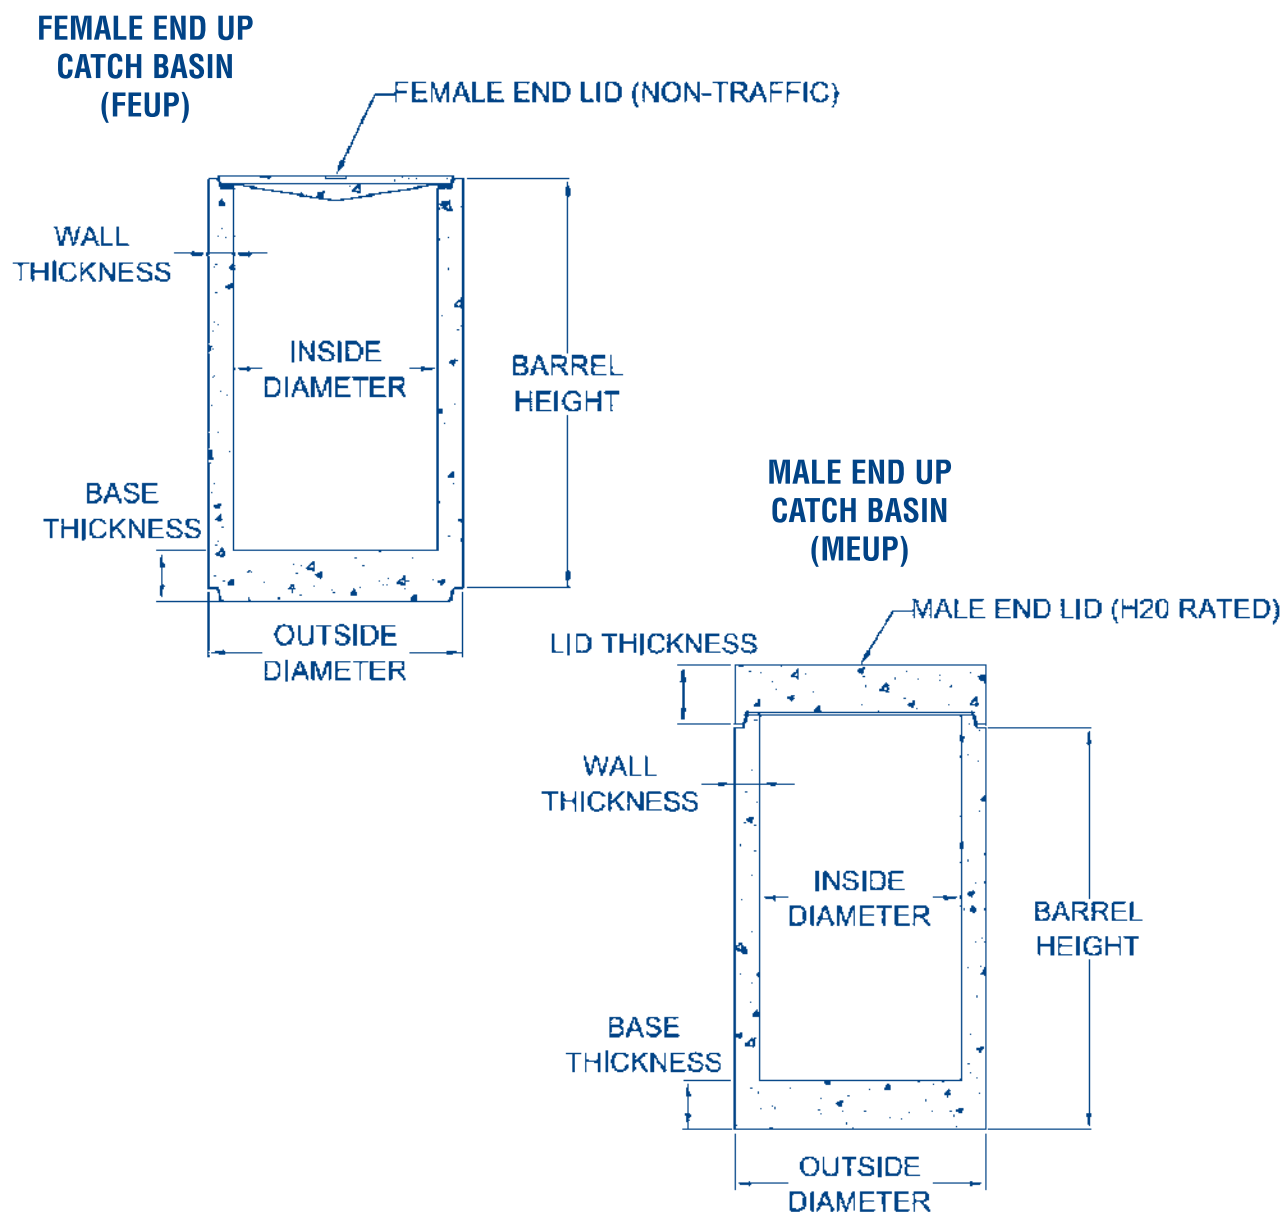 FEMALE END UP
CATCH BASIN
(FEUP)
FEMALE END LID (NON-TRAFFIC)
WALL
THICKNESS
INSIDE
DIAMETER
BARREL
HEIGHT
BASE
THICKNESS
OUTSIDE
DIAMETER
MALE END UP
CATCH BASIN
(MEUP)
MALE END LID (H20 RATED)
LID THICKNESS
WALL
THICKNESS
INSIDE
DIAMETER
BARREL
HEIGHT
BASE
THICKNESS
OUTSIDE
DIAMETER